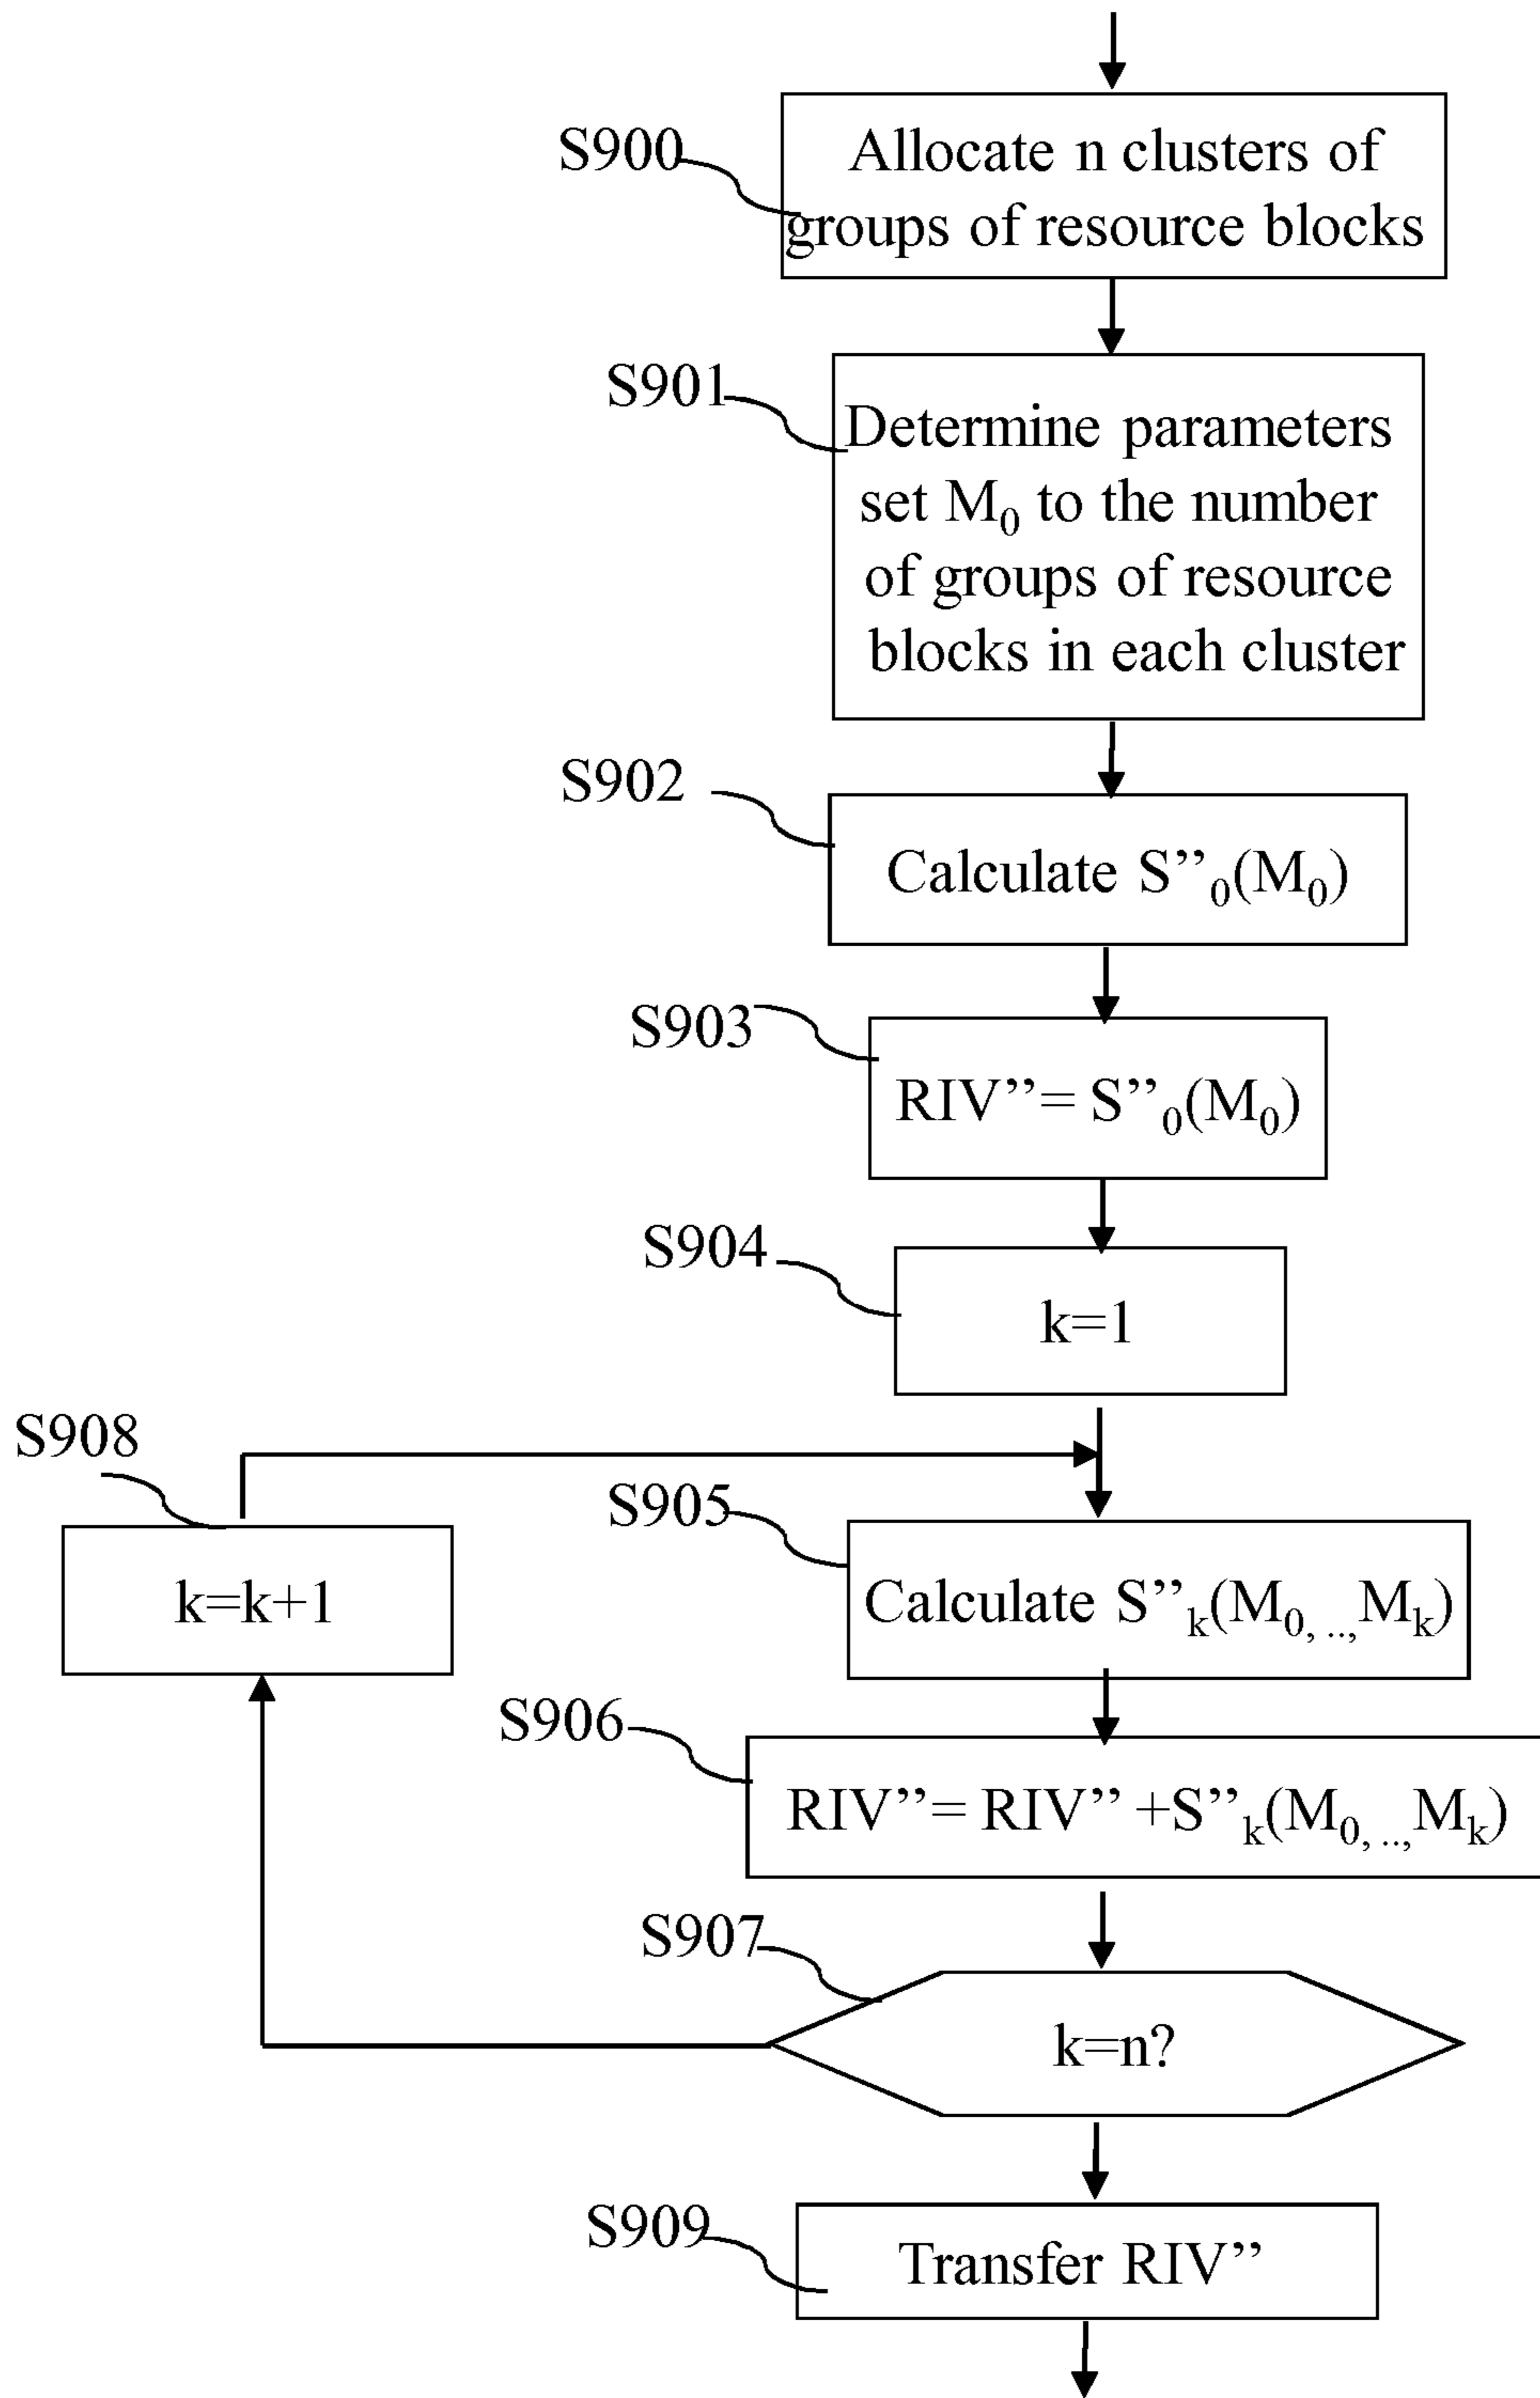 S900
Allocate n clusters of
groups of resource blocks
S901
Determine parameters
set M₀ to the number
of groups of resource
blocks in each cluster
S902
Calculate S”₀(M₀)
S903
RIV”= S”₀(M₀)
S904
k=1
S908
k=k+1
S905
Calculate S”ₖ(M₀, .., Mₖ)
S906
RIV”= RIV” +S”ₖ(M₀, .., Mₖ)
S907
k=n?
S909
Transfer RIV”